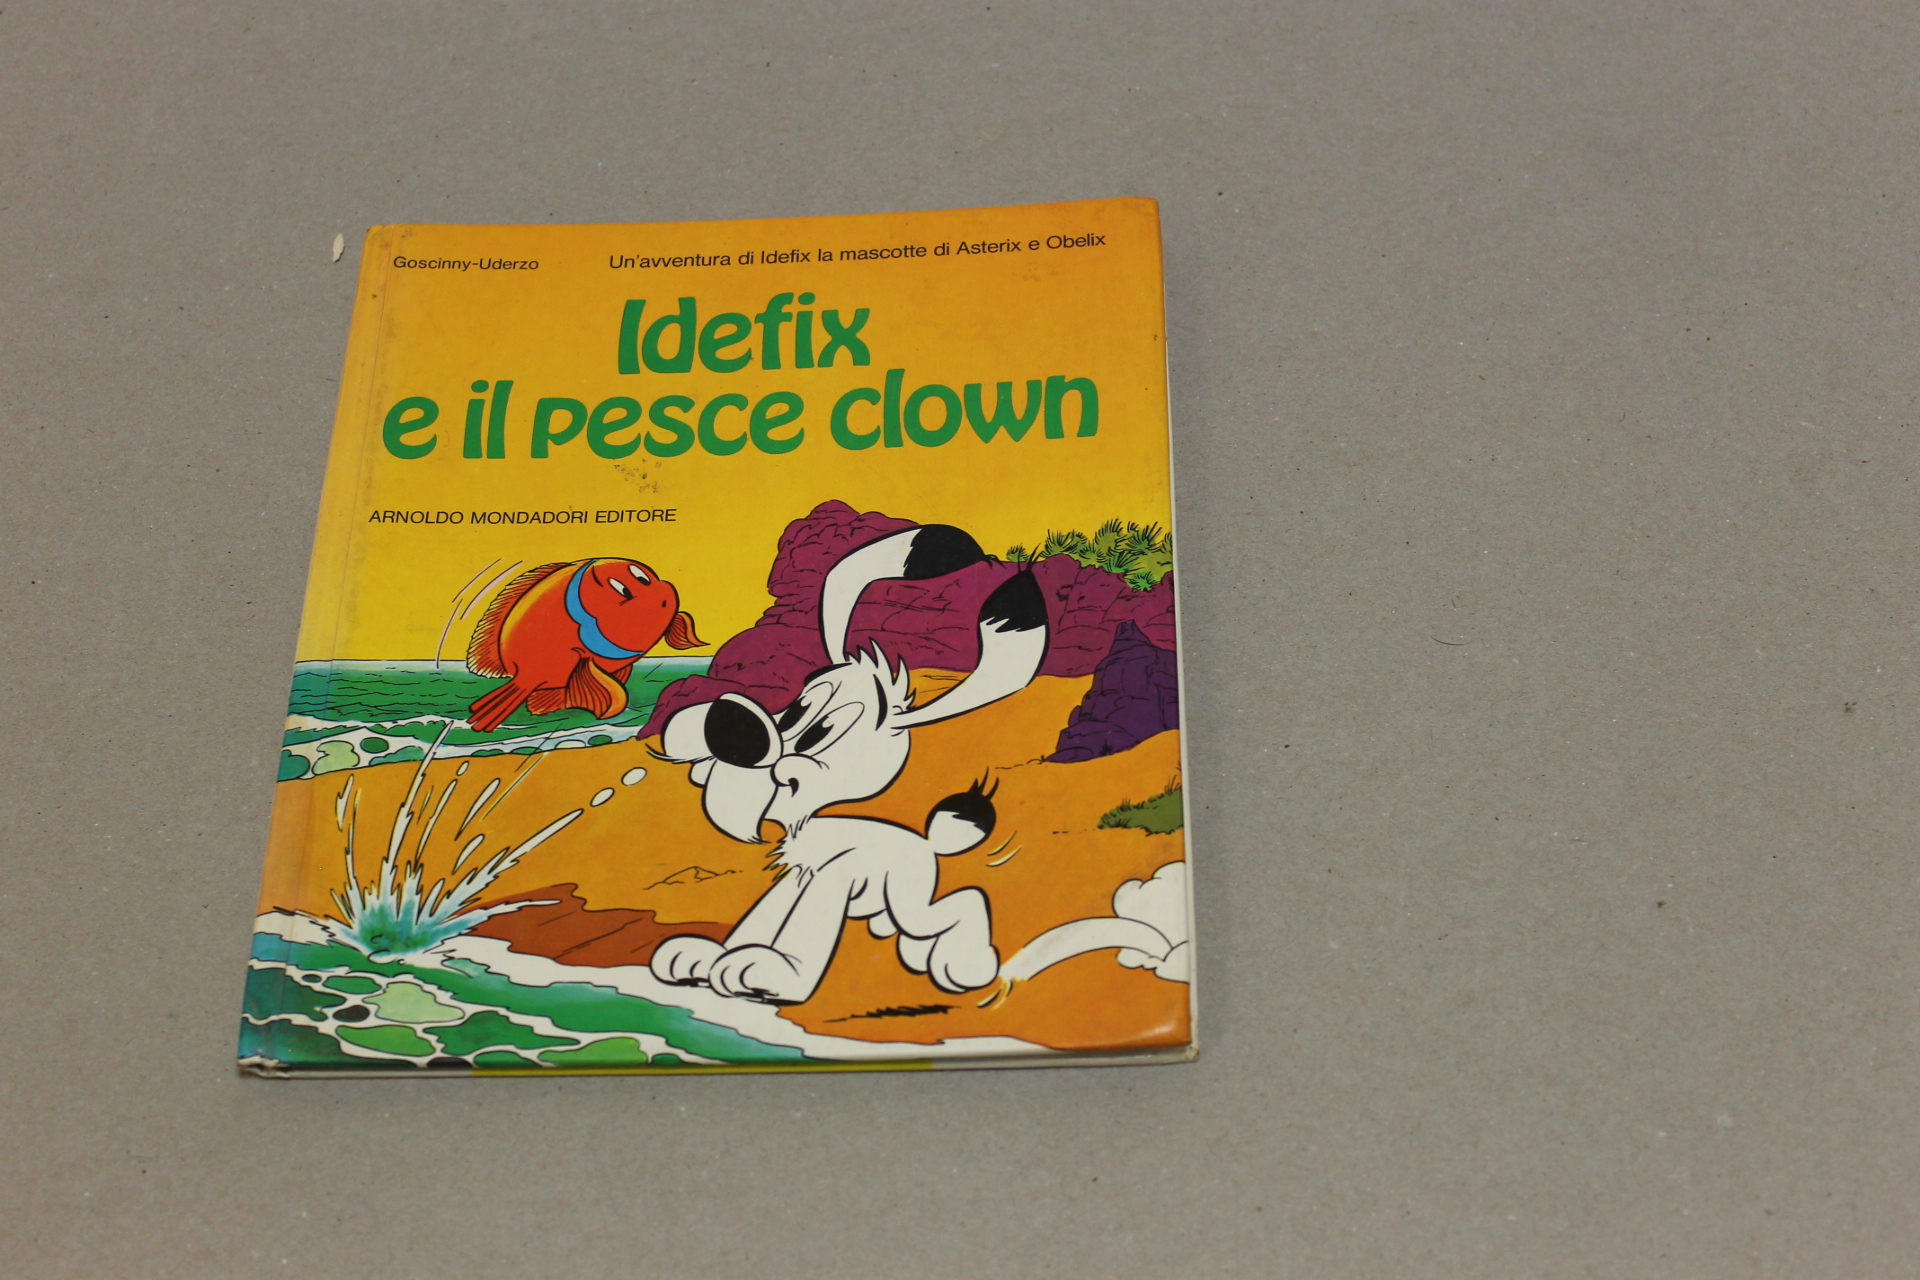 Goscinny-Uderzo
Un'avventura di Idefix la mascotte di Asterix e Obelix
Idefix
e il pesce clown
ARNOLDO MONDADORI EDITORE